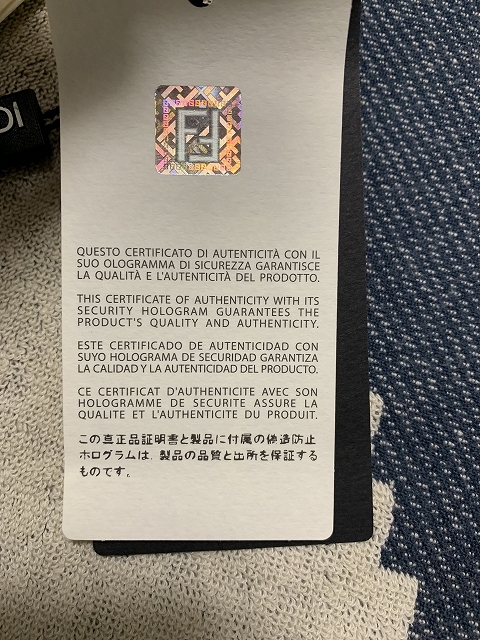 DI
QUESTO CERTIFICATO DI AUTENTICITÀ CON IL
SUO OLOGRAMMA DI SICUREZZA GARANTISCE
LA QUALITÀ E L'AUTENTICITÀ DEL PRODOTTO.
THIS CERTIFICATE OF AUTHENTICITY WITH ITS
SECURITY HOLOGRAM GUARANTEES THE
PRODUCT'S QUALITY AND AUTHENTICITY.
ESTE CERTIFICADO DE AUTENTICIDAD CON
SUYO HOLOGRAMA DE SECURIDAD GARANTIZA
LA CALIDAD Y LA AUTENTICIDAD DEL PRODUCTO.
CE CERTIFICAT D'AUTHENTICITE AVEC SON
HOLOGRAMME DE SECURITE ASSURE LA
QUALITE ET L'AUTHENTICITE DU PRODUIT.
この真正品証明書と製品に付属の偽造防止
ホログラムは、製品の品質と出所を保証する
ものです。